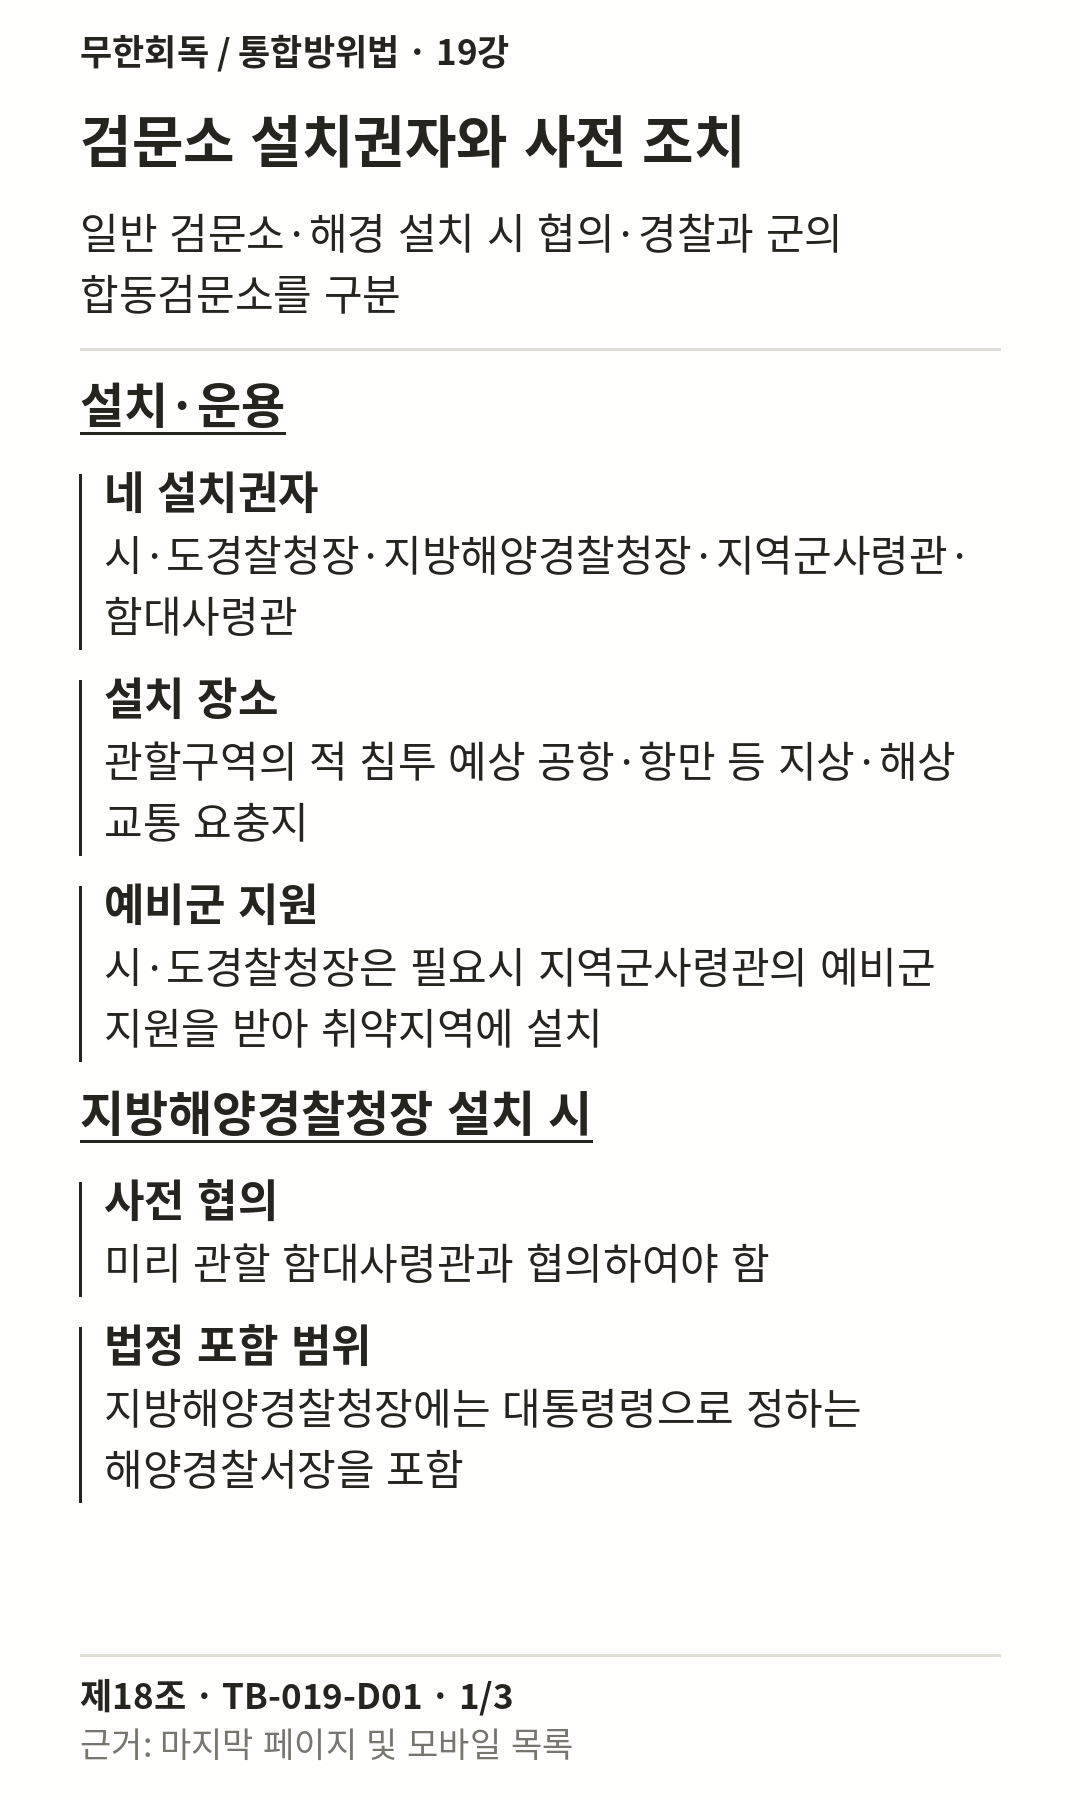 무한회독 / 통합방위법 · 19강
검문소 설치권자와 사전 조치
일반 검문소·해경 설치 시 협의·경찰과 군의
합동검문소를 구분
설치·운용
네 설치권자
시·도경찰청장·지방해양경찰청장·지역군사령관·
함대사령관
설치 장소
관할구역의 적 침투 예상 공항·항만 등 지상·해상
교통 요충지
예비군 지원
시·도경찰청장은 필요시 지역군사령관의 예비군
지원을 받아 취약지역에 설치
지방해양경찰청장 설치 시
사전 협의
미리 관할 함대사령관과 협의하여야 함
법정 포함 범위
지방해양경찰청장에는 대통령령으로 정하는
해양경찰서장을 포함
제18조 · TB-019-D01 · 1/3
근거: 마지막 페이지 및 모바일 목록